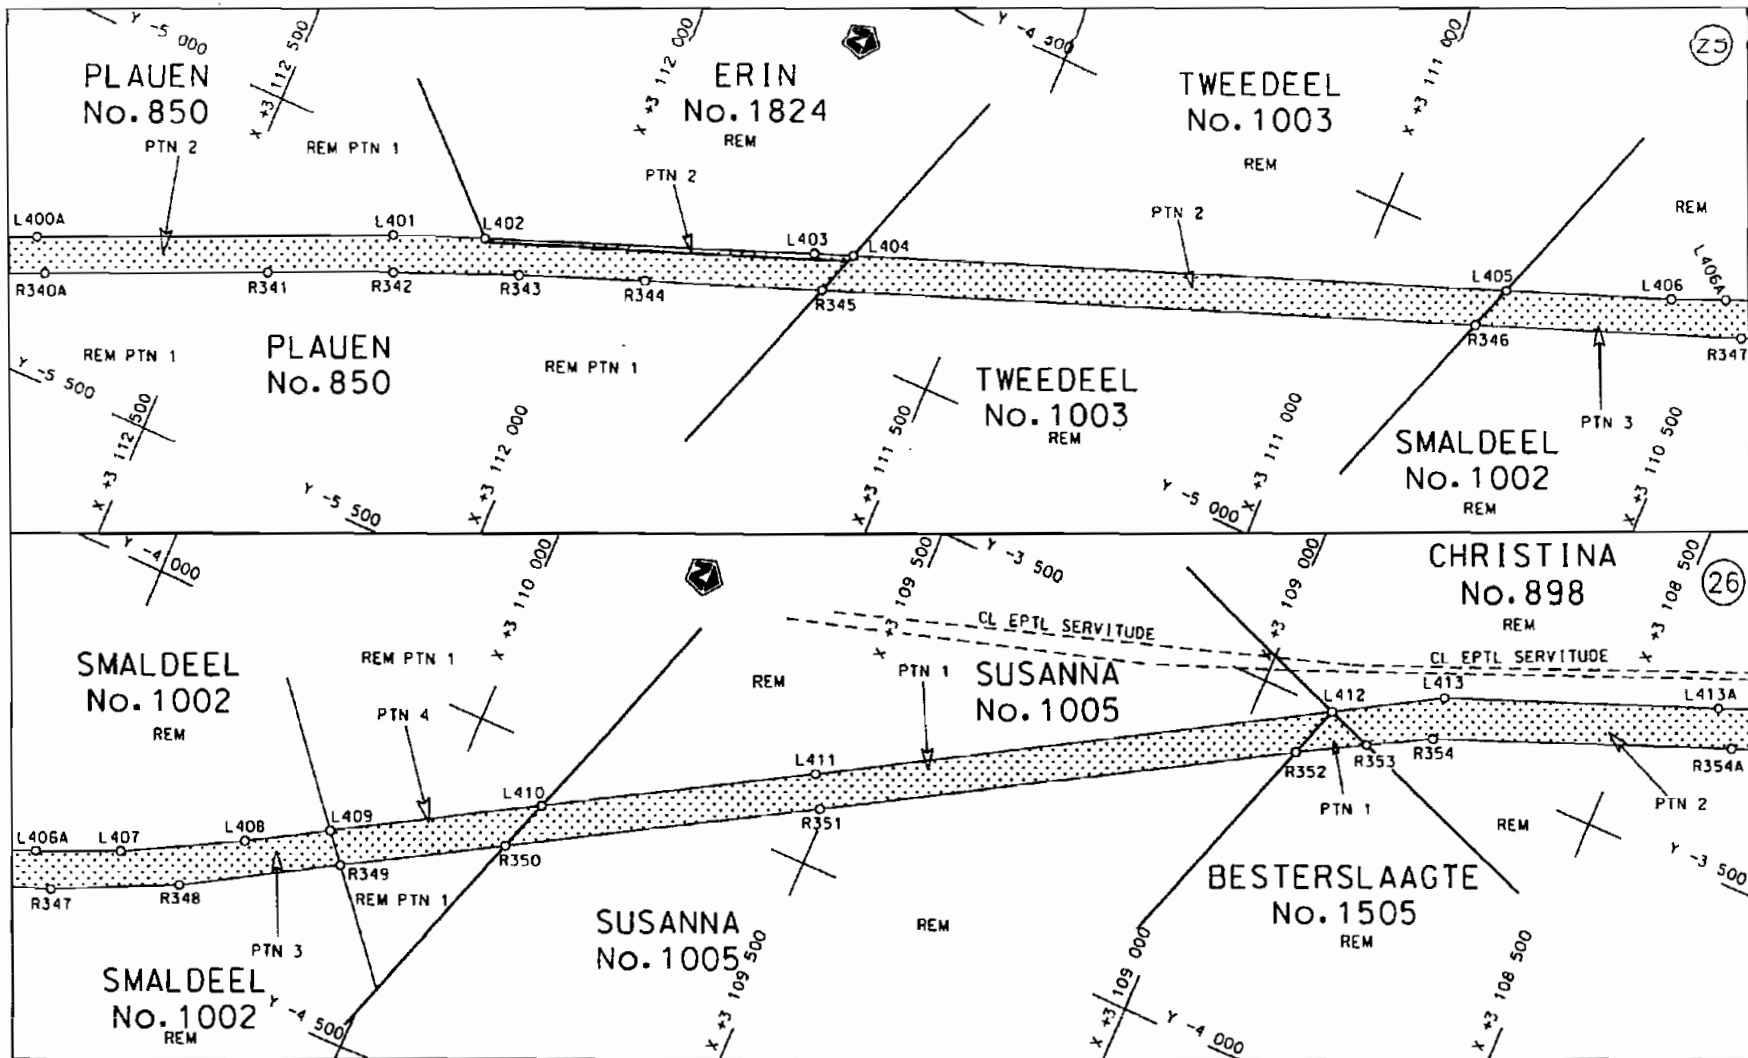 Y -5 000
X +3 112 500
X +3 112 000
Y -4 500
X +3 111 000
25
PLAUEN
No.850
PTN 2
REM PTN 1
ERIN
No.1824
REM
PTN 2
TWEEDEEL
No.1003
REM
PTN 2
REM
L400A
L401
L402
L403
L404
L405
L406
L406A
R340A
R341
R342
R343
R344
R345
R346
R347
Y -5 500
REM PTN 1
PLAUEN
No.850
REM PTN 1
X +3 112 500
X +3 112 000
Y -5 500
X +3 111 500
TWEEDEEL
No.1003
REM
Y -5 000
X +3 111 000
SMALDEEL
No.1002
REM
PTN 3
X +3 110 500
Y -4 000
X +3 110 000
X +3 109 500
Y -3 500
X +3 109 000
CHRISTINA
No.898
REM
X +3 108 500
26
CL EPTL SERVITUDE
CL EPTL SERVITUDE
SMALDEEL
No.1002
REM
REM PTN 1
PTN 4
REM
PTN 1
SUSANNA
No.1005
L406A
L407
L408
L409
L410
L411
L412
L413
L413A
R347
R348
R349
R350
R351
R352
R353
R354
R354A
PTN 3
REM PTN 1
PTN 1
PTN 2
REM
SMALDEEL
No.1002
REM
Y -4 500
SUSANNA
No.1005
REM
X +3 109 500
X +3 109 000
Y -4 000
BESTERSLAAGTE
No.1505
REM
X +3 108 500
Y -3 500